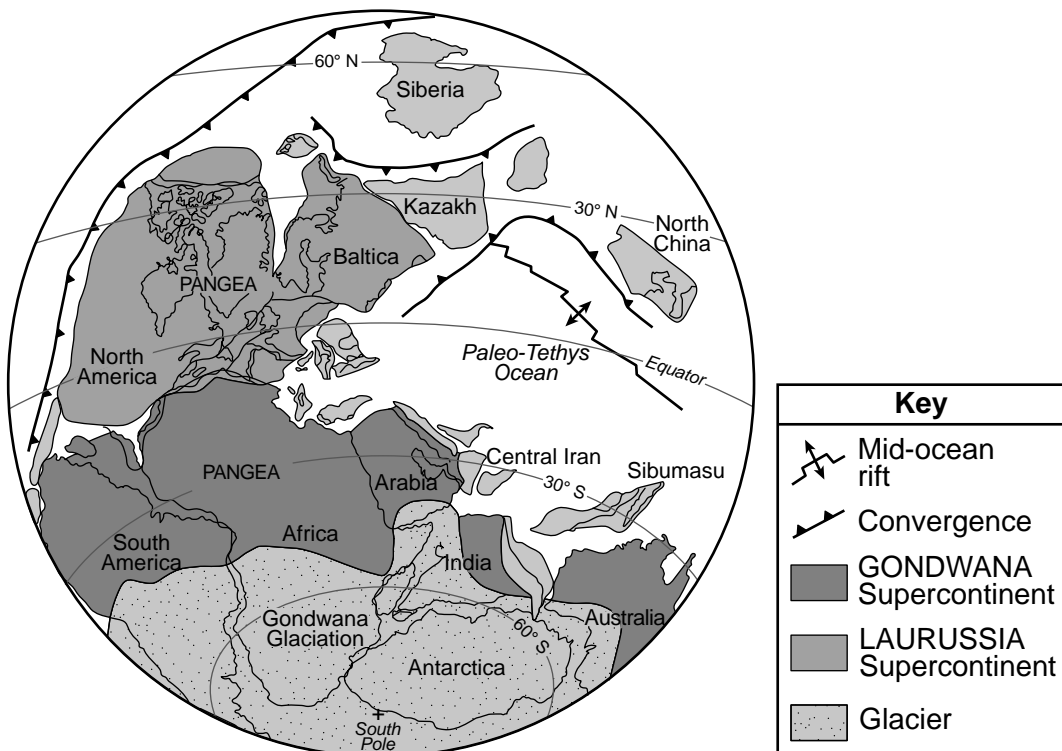 60° N
Siberia
Kazakh
30° N
North
China
Baltica
PANGEA
North
America
Paleo-Tethys
Ocean
Equator
PANGEA
Arabia
Central Iran
30° S
Sibumasu
South
America
Africa
India
Gondwana
Glaciation
60° S
Australia
Antarctica
South
Pole
Key
Mid-ocean
rift
Convergence
GONDWANA
Supercontinent
LAURUSSIA
Supercontinent
Glacier